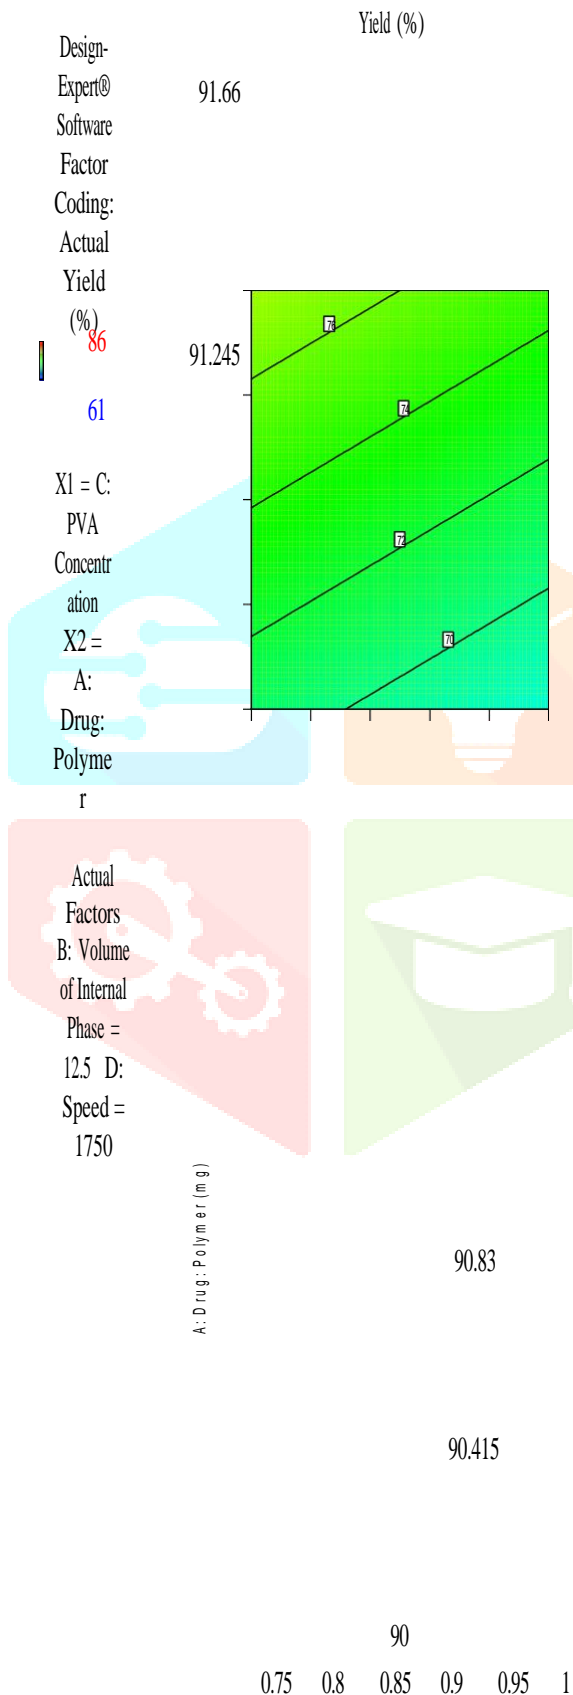 Yield (%)
Design-
Expert®
Software
Factor
Coding:
Actual
Yield
(%)
86
61
X1 = C:
PVA
Concentr
ation
X2 =
A:
Drug:
Polyme
r
Actual
Factors
B: Volume
of Internal
Phase =
12.5 D:
Speed =
1750
91.66
91.245
76
74
72
70
A: Drug: Polymer (mg)
90.83
90.415
90
0.75 0.8 0.85 0.9 0.95 1